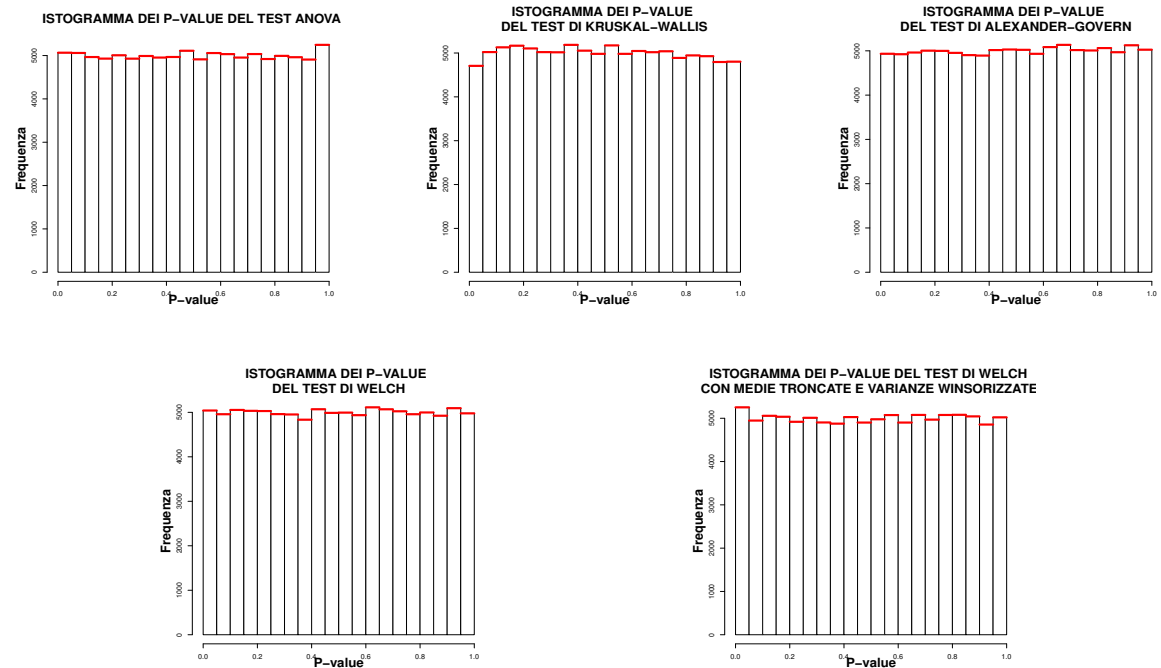 ISTOGRAMMA DEI P−VALUE DEL TEST ANOVA
Frequenza
0
1000
2000
3000
4000
5000
0.0 0.2 0.4 0.6 0.8 1.0
P−value
ISTOGRAMMA DEI P−VALUE
DEL TEST DI KRUSKAL−WALLIS
Frequenza
0
1000
2000
3000
4000
5000
0.0 0.2 0.4 0.6 0.8 1.0
P−value
ISTOGRAMMA DEI P−VALUE
DEL TEST DI ALEXANDER−GOVERN
Frequenza
0
1000
2000
3000
4000
5000
0.0 0.2 0.4 0.6 0.8 1.0
P−value
ISTOGRAMMA DEI P−VALUE
DEL TEST DI WELCH
Frequenza
0
1000
2000
3000
4000
5000
0.0 0.2 0.4 0.6 0.8 1.0
P−value
ISTOGRAMMA DEI P−VALUE DEL TEST DI WELCH
CON MEDIE TRONCATE E VARIANZE WINSORIZZATE
Frequenza
0
1000
2000
3000
4000
5000
0.0 0.2 0.4 0.6 0.8 1.0
P−value